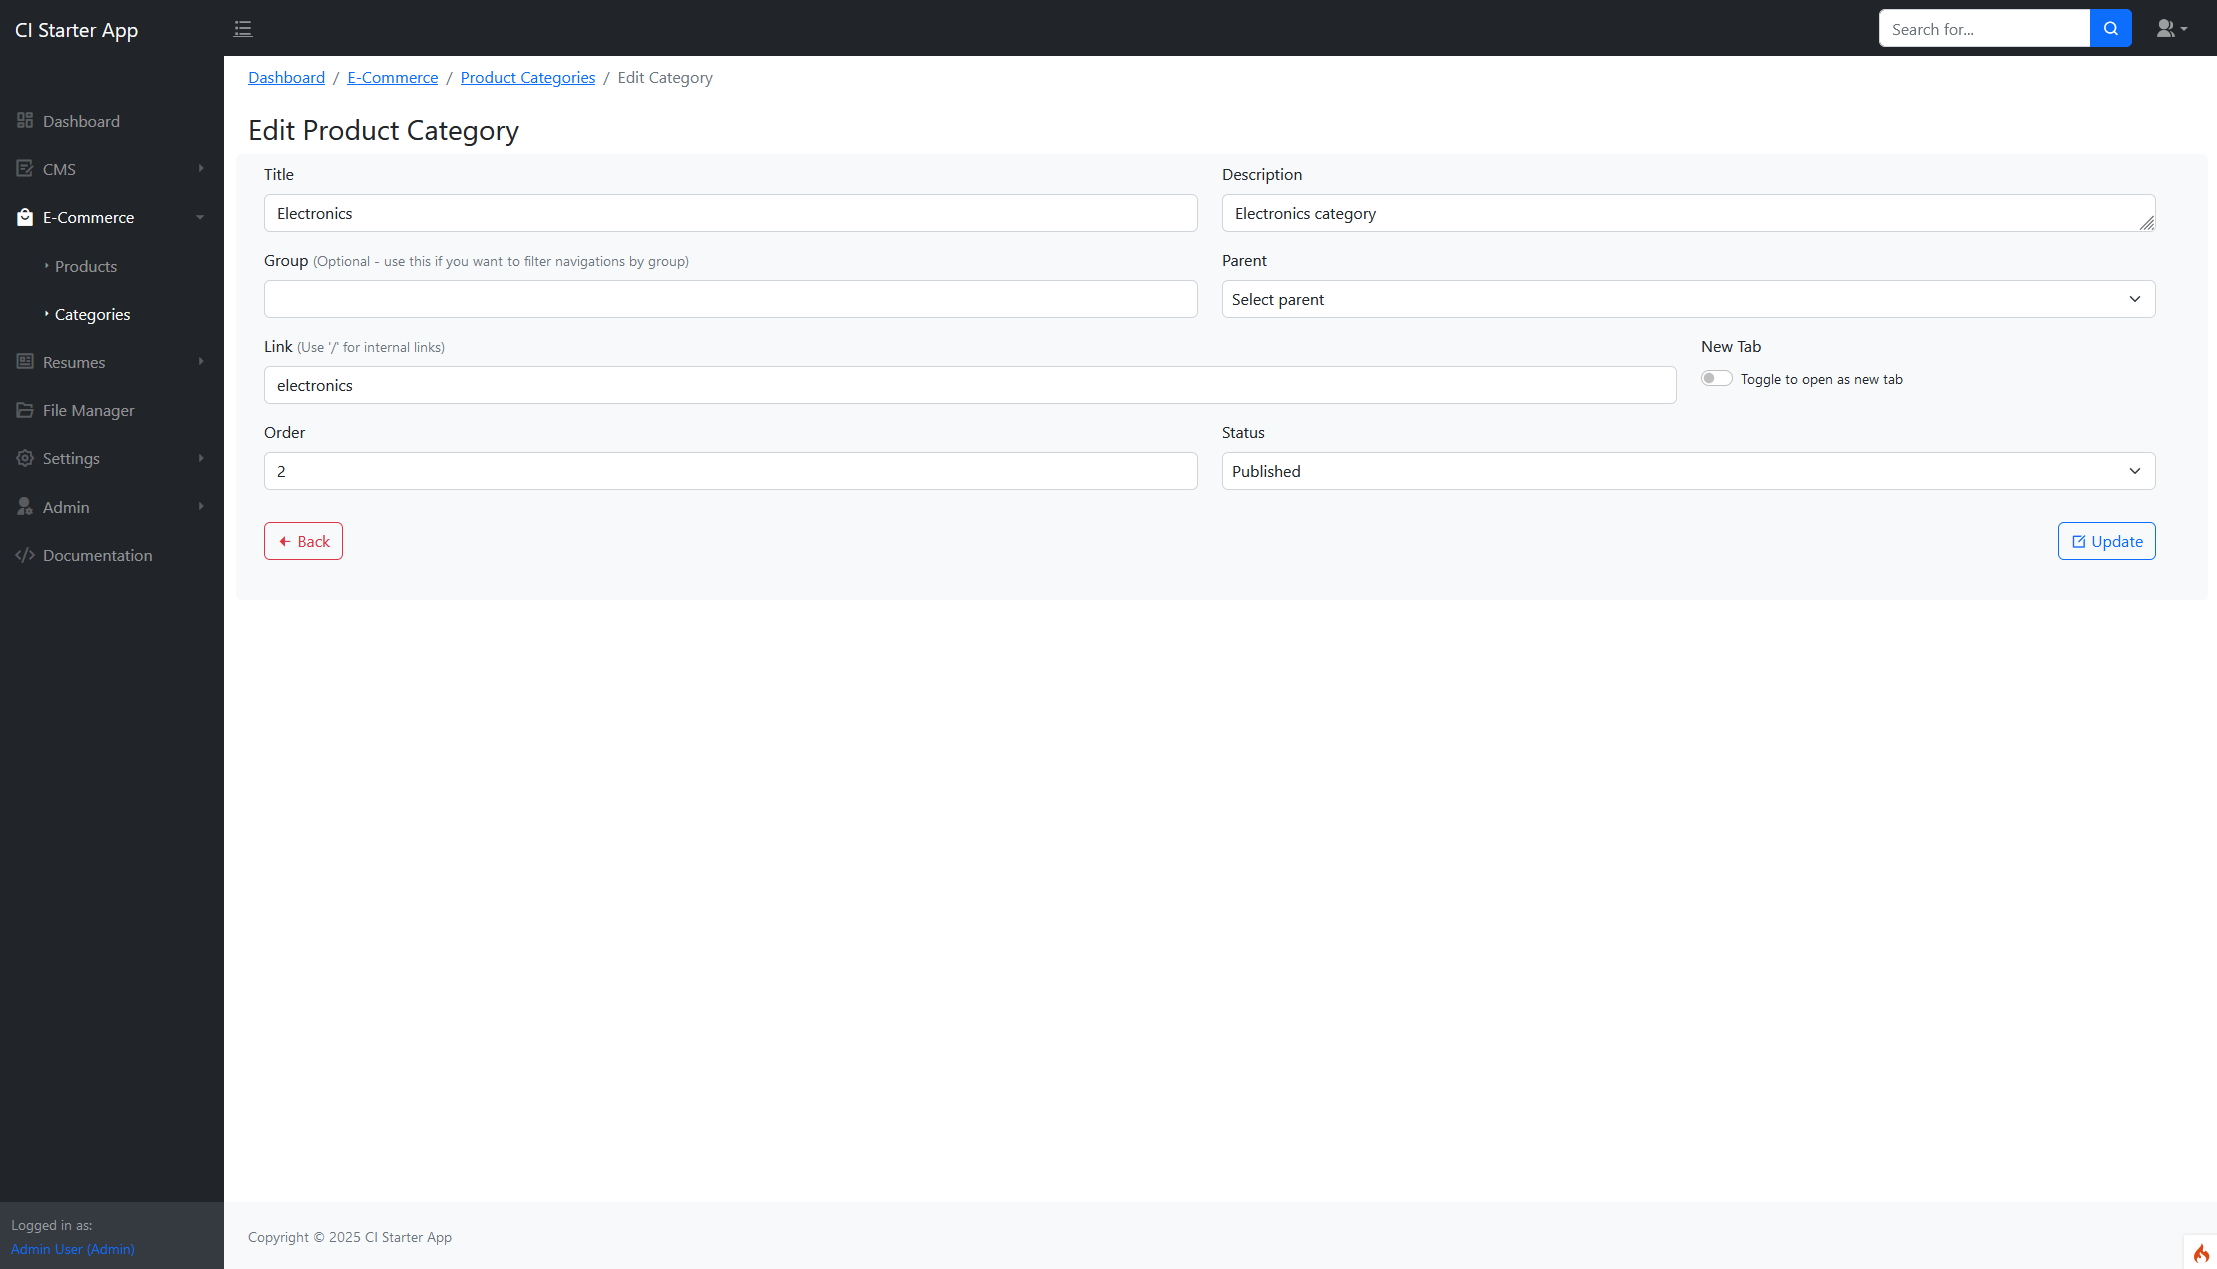 CI Starter App
Search for...
Dashboard
CMS
E-Commerce
Products
Categories
Resumes
File Manager
Settings
Admin
Documentation
Logged in as:
Admin User (Admin)
Dashboard / E-Commerce / Product Categories / Edit Category
Edit Product Category
Title
Electronics
Description
Electronics category
Group (Optional - use this if you want to filter navigations by group)
Parent
Select parent
Link (Use '/' for internal links)
electronics
New Tab
Toggle to open as new tab
Order
2
Status
Published
Back
Update
Copyright © 2025 CI Starter App